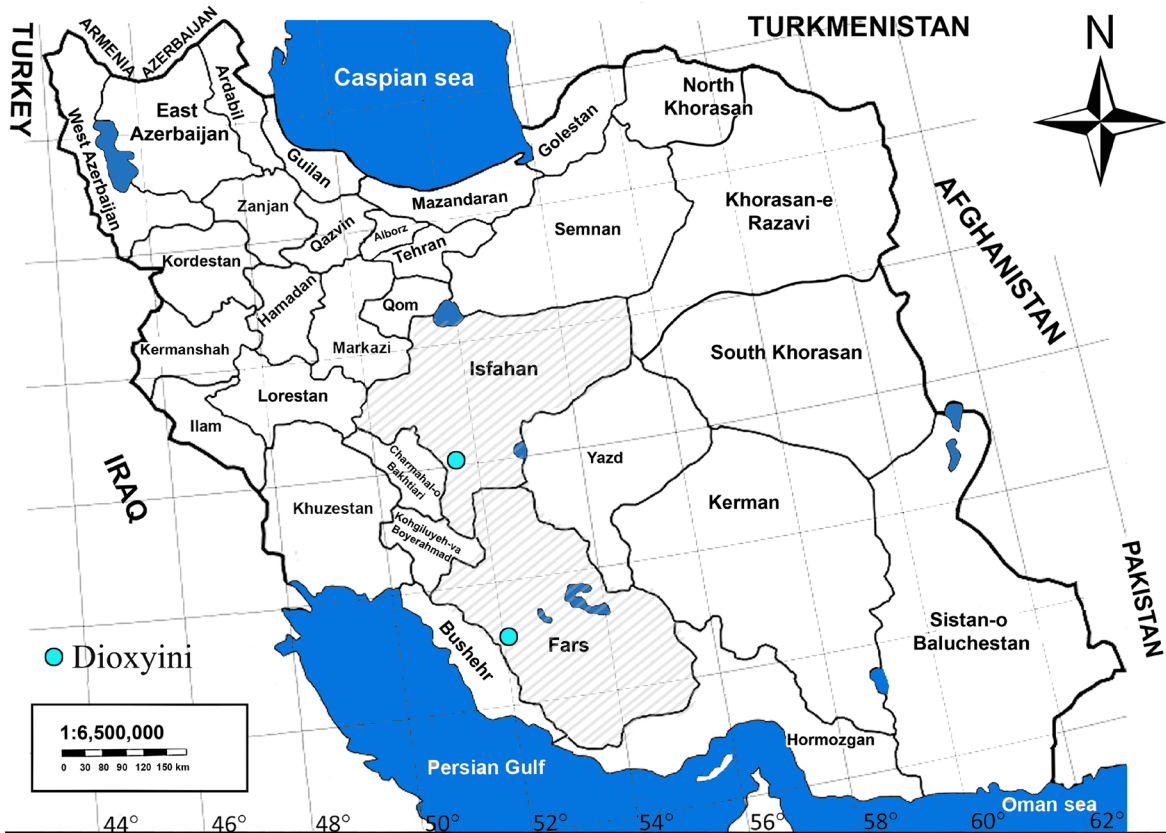 TURKMENISTAN
N
TURKEY
ARMENIA
AZERBAIJAN
Caspian sea
North
Khorasan
East
Azerbaijan
Ardabil
Golestan
West Azerbaijan
Guilan
Mazandaran
Khorasan-e
Razavi
AFGHANISTAN
Zanjan
Qazvin
Alborz
Tehran
Semnan
Kordestan
Hamadan
Qom
Kermanshah
Markazi
Isfahan
South Khorasan
Lorestan
Ilam
Charmahal-o
Bakhtiari
Yazd
IRAQ
Khuzestan
Kohgiluyeh-va
Boyerahmad
Kerman
PAKISTAN
Sistan-o
Baluchestan
Bushehr
Fars
Dioxyini
1:6,500,000
0 30 80 90 120 150 km
Persian Gulf
Hormozgan
Oman sea
44° 46° 48° 50° 52° 54° 56° 58° 60° 62°